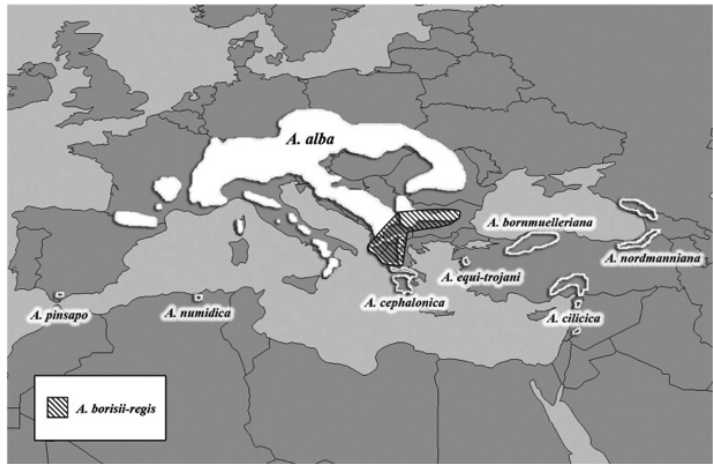 A. alba
A. bornmuelleriana
A. nordmanniana
A. equi-trojani
A. cephalonica
A. cilicica
A. pinsapo
A. numidica
A. borisii-regis